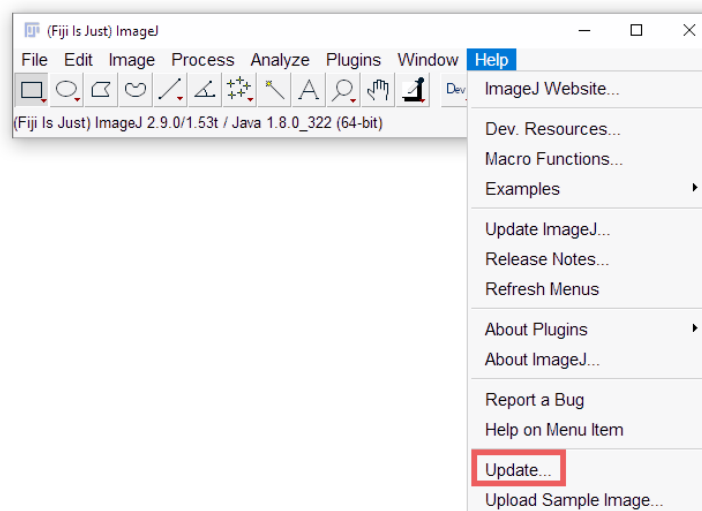 (Fiji Is Just) ImageJ
File Edit Image Process Analyze Plugins Window Help
A Dev
(Fiji Is Just) ImageJ 2.9.0/1.53t / Java 1.8.0_322 (64-bit)
ImageJ Website...
Dev. Resources...
Macro Functions...
Examples
Update ImageJ...
Release Notes...
Refresh Menus
About Plugins
About ImageJ...
Report a Bug
Help on Menu Item
Update...
Upload Sample Image...